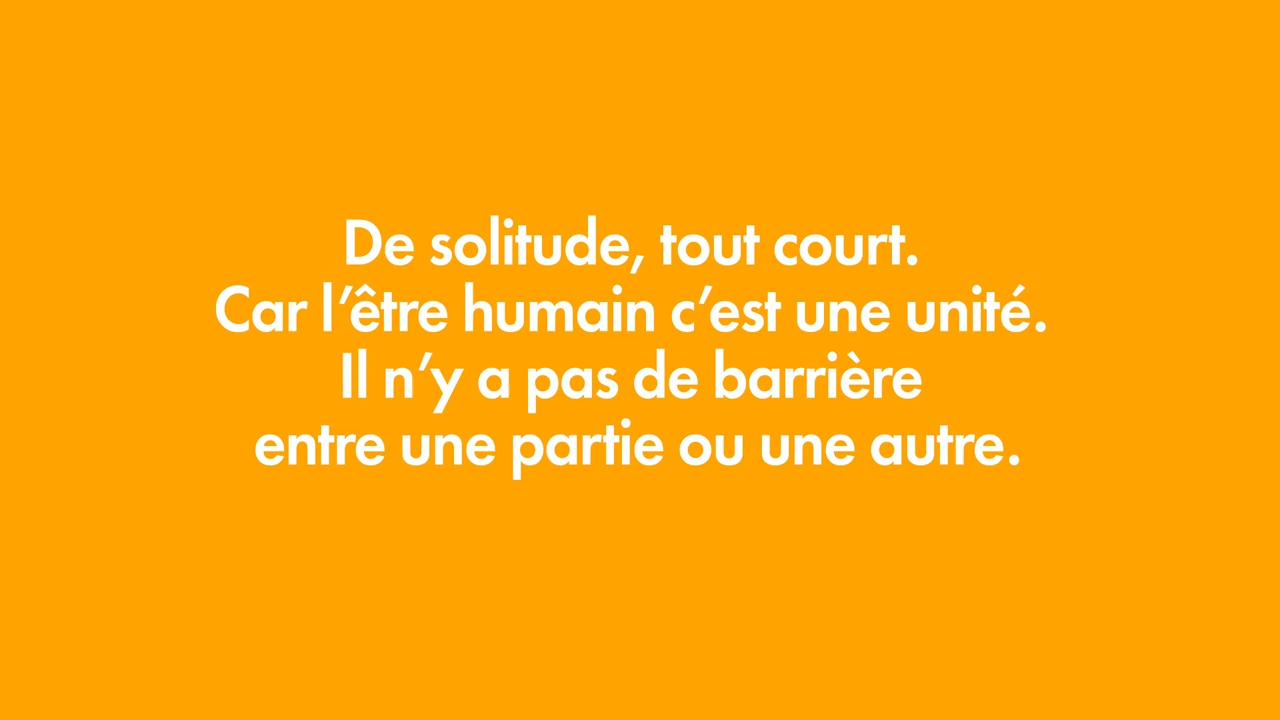 De solitude, tout court.
Car l’être humain c’est une unité.
Il n’y a pas de barrière
entre une partie ou une autre.